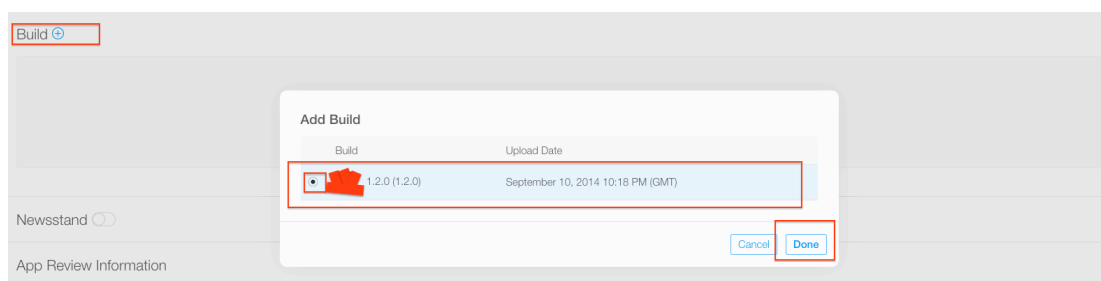 Build
Add Build
Build Upload Date
1.2.0 (1.2.0) September 10, 2014 10:18 PM (GMT)
Newsstand
Cancel Done
App Review Information